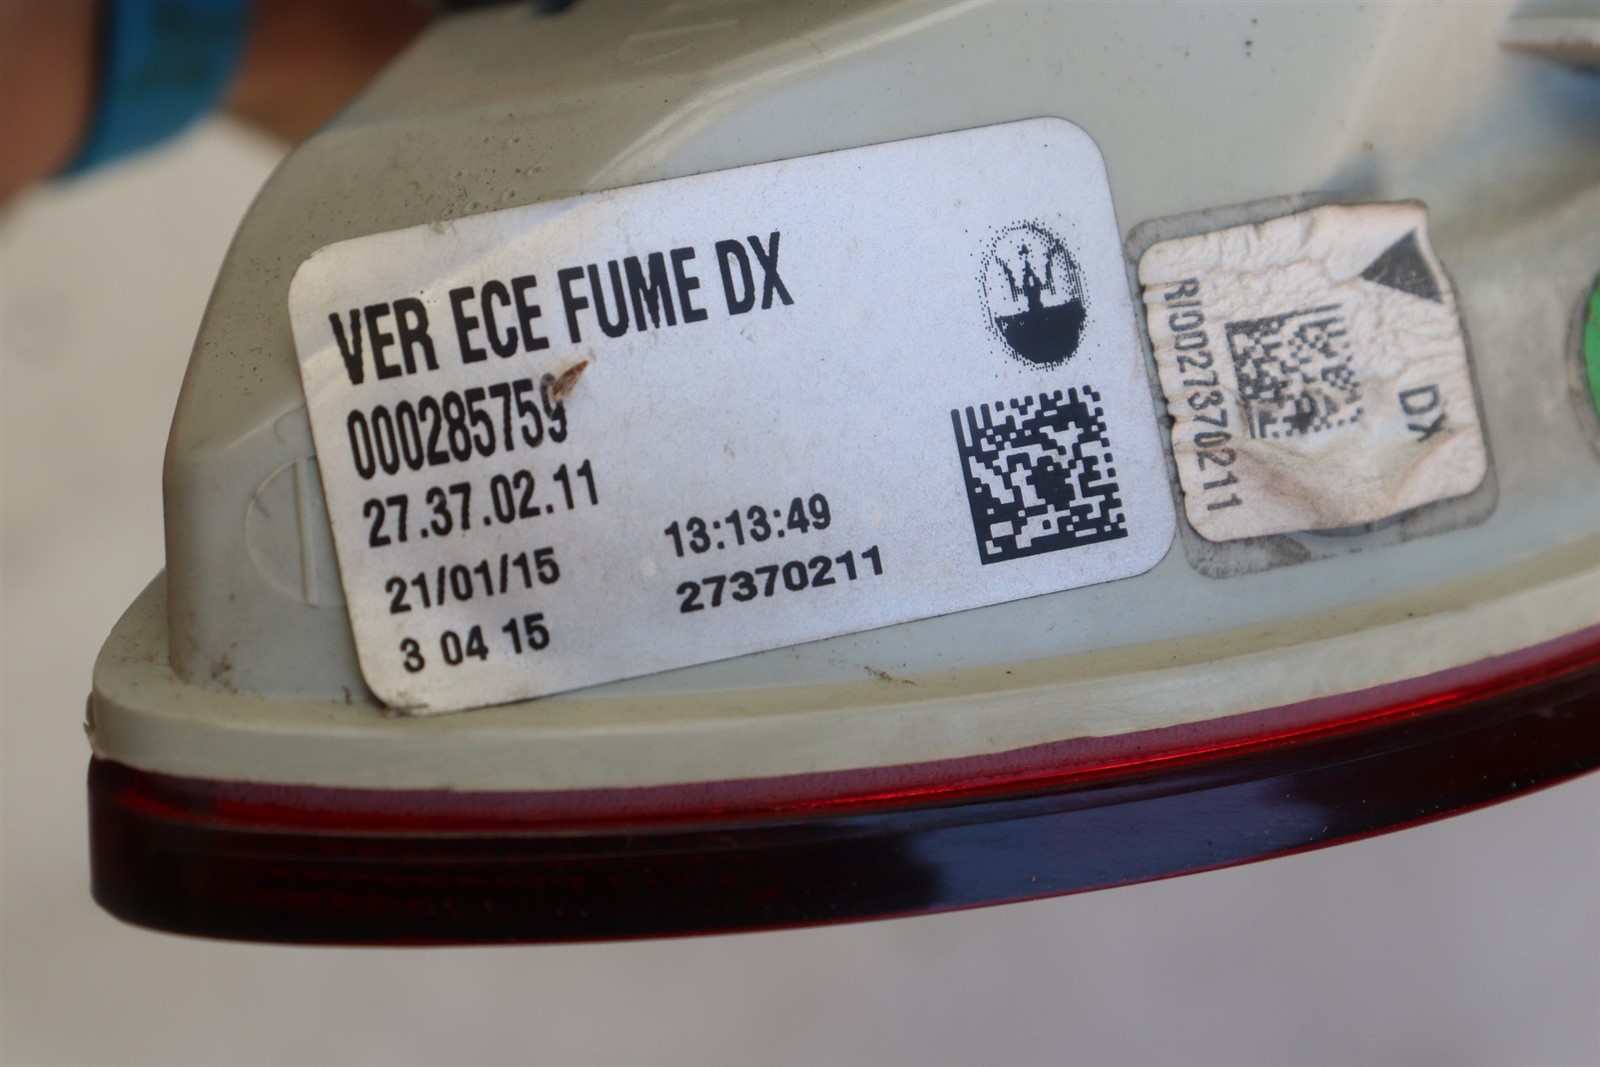 VER ECE FUME DX
000285759
27.37.02.11
21/01/15 13:13:49
3 04 15 27370211
RI0027370211
DX